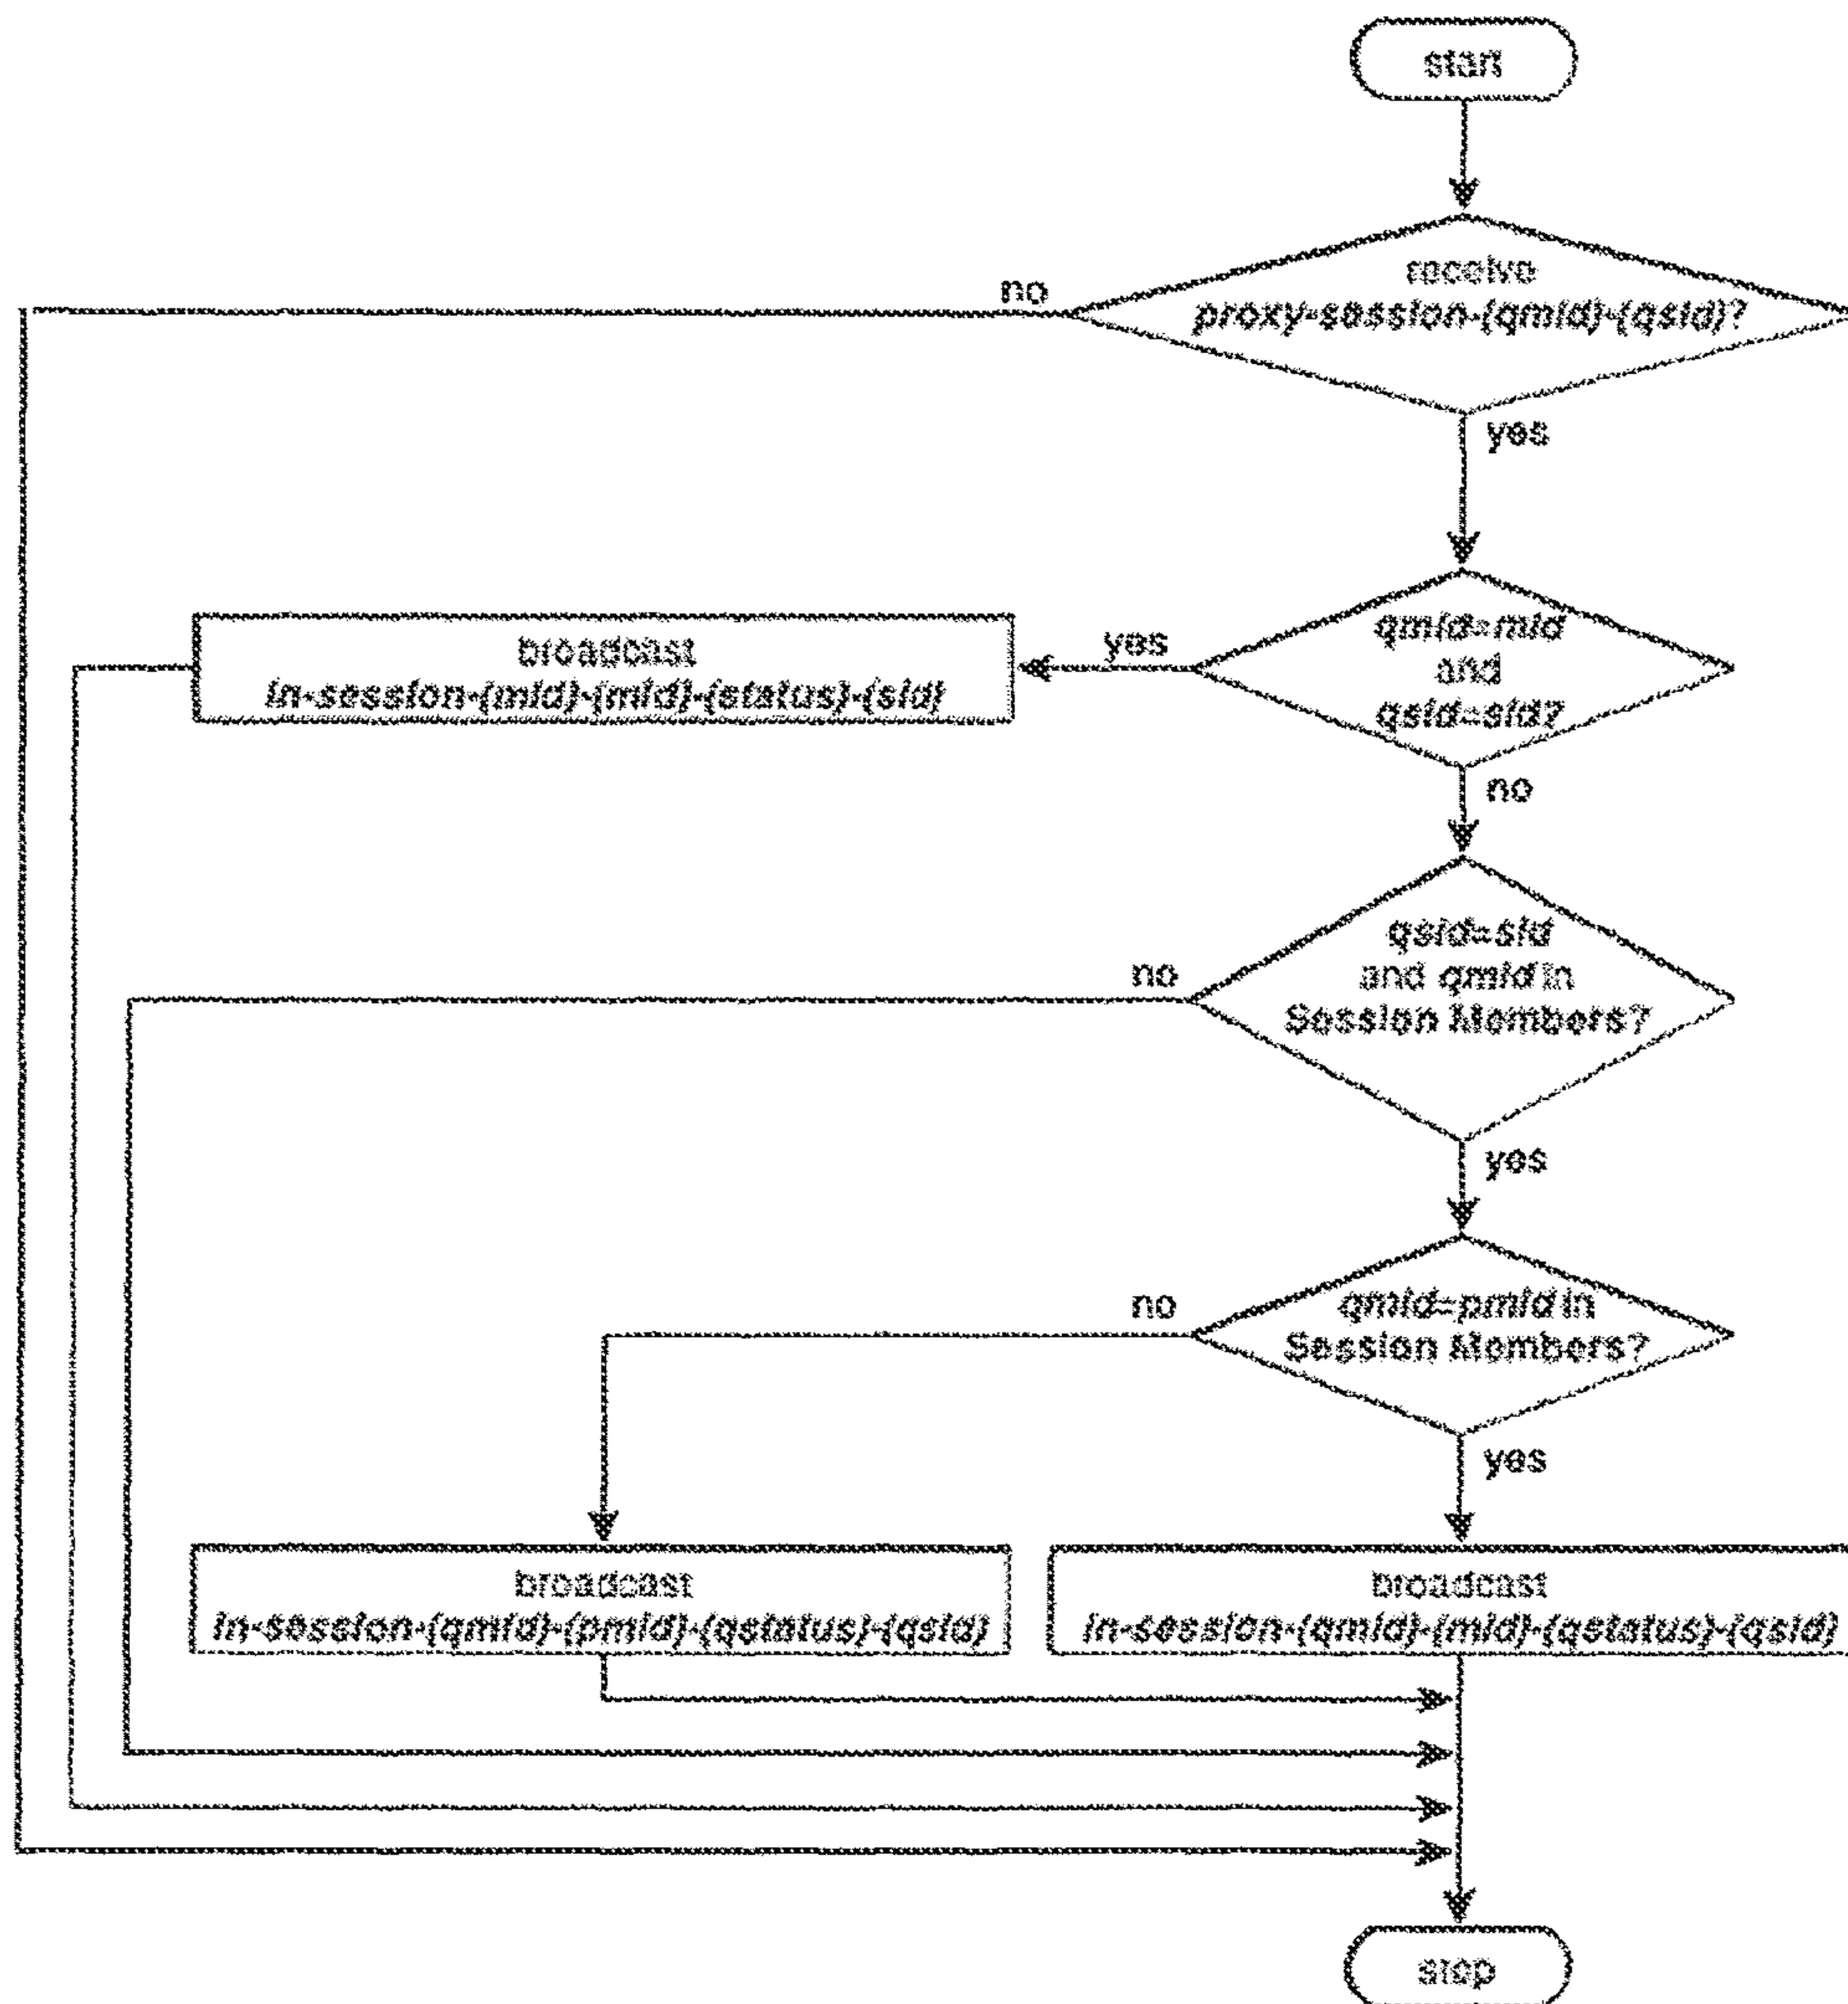 start
receive
proxy-session-(qmid)-(qsid)?
no
yes
qmid=mid
and
qsid=sid?
yes
broadcast
in-session-(mid)-(mid)-(status)-(sid)
no
qsid=sid
and qmid in
Session Members?
no
yes
qmid=pmid in
Session Members?
no
yes
broadcast
in-session-(qmid)-(pmid)-(qstatus)-(qsid)
broadcast
in-session-(qmid)-(mid)-(qstatus)-(qsid)
stop